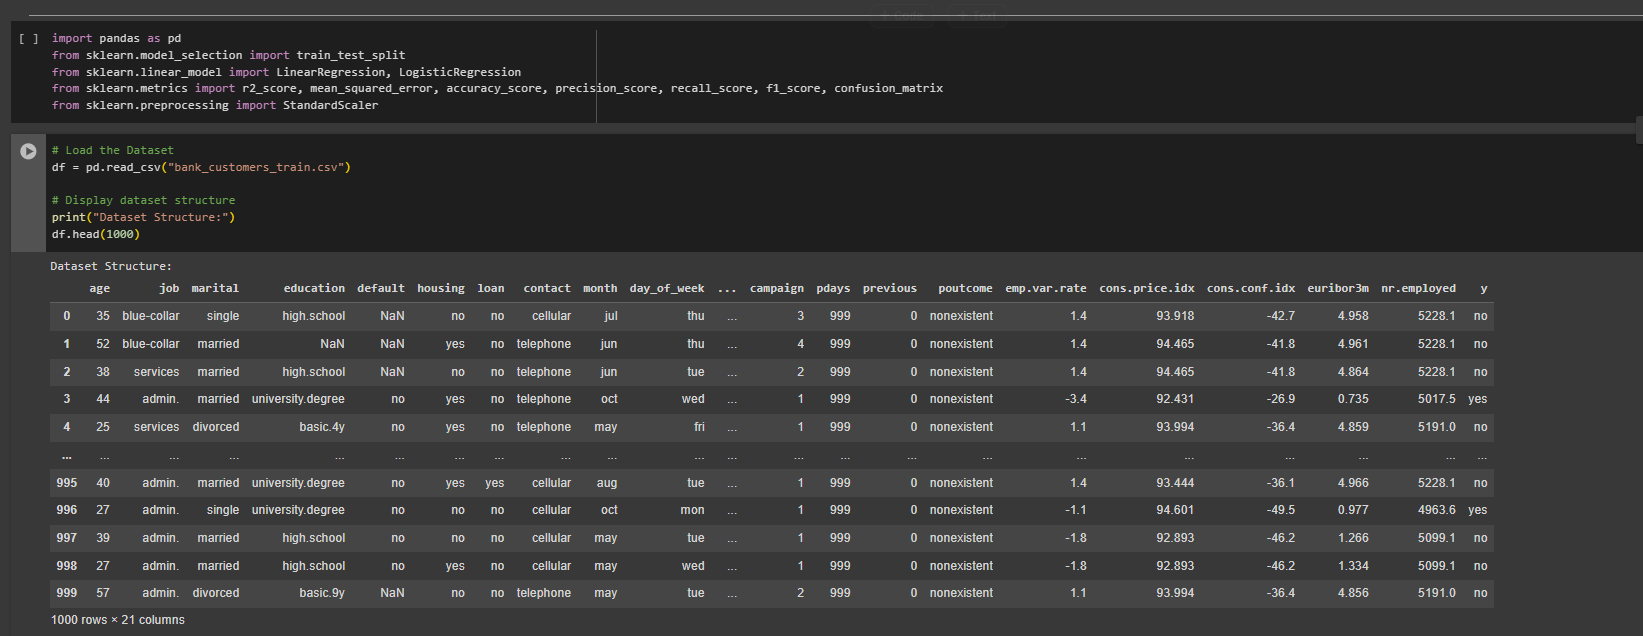 + Code + Text
[ ] import pandas as pd
from sklearn.model_selection import train_test_split
from sklearn.linear_model import LinearRegression, LogisticRegression
from sklearn.metrics import r2_score, mean_squared_error, accuracy_score, precision_score, recall_score, f1_score, confusion_matrix
from sklearn.preprocessing import StandardScaler
# Load the Dataset
df = pd.read_csv("bank_customers_train.csv")
# Display dataset structure
print("Dataset Structure:")
df.head(1000)
Dataset Structure:
age job marital education default housing loan contact month day_of_week ... campaign pdays previous poutcome emp.var.rate cons.price.idx cons.conf.idx euribor3m nr.employed y
0 35 blue-collar single high.school NaN no no cellular jul thu ... 3 999 0 nonexistent 1.4 93.918 -42.7 4.958 5228.1 no
1 52 blue-collar married NaN NaN yes no telephone jun thu ... 4 999 0 nonexistent 1.4 94.465 -41.8 4.961 5228.1 no
2 38 services married high.school NaN no no telephone jun tue ... 2 999 0 nonexistent 1.4 94.465 -41.8 4.864 5228.1 no
3 44 admin. married university.degree no yes no telephone oct wed ... 1 999 0 nonexistent -3.4 92.431 -26.9 0.735 5017.5 yes
4 25 services divorced basic.4y no yes no telephone may fri ... 1 999 0 nonexistent 1.1 93.994 -36.4 4.859 5191.0 no
... ... ... ... ... ... ... ... ... ... ... ... ... ... ... ... ... ... ... ... ... ...
995 40 admin. married university.degree no yes yes cellular aug tue ... 1 999 0 nonexistent 1.4 93.444 -36.1 4.966 5228.1 no
996 27 admin. single university.degree no no no cellular oct mon ... 1 999 0 nonexistent -1.1 94.601 -49.5 0.977 4963.6 yes
997 39 admin. married high.school no no no cellular may tue ... 1 999 0 nonexistent -1.8 92.893 -46.2 1.266 5099.1 no
998 27 admin. married high.school no yes no cellular may wed ... 1 999 0 nonexistent -1.8 92.893 -46.2 1.334 5099.1 no
999 57 admin. divorced basic.9y NaN no no telephone may tue ... 2 999 0 nonexistent 1.1 93.994 -36.4 4.856 5191.0 no
1000 rows × 21 columns